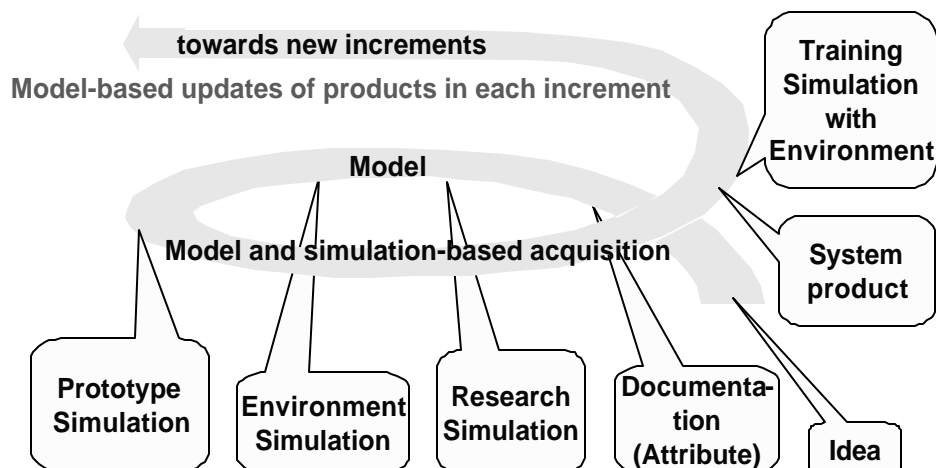 towards new increments
Model-based updates of products in each increment
Training
Simulation
with
Environment
Model
Model and simulation-based acquisition
System
product
Prototype
Simulation
Environment
Simulation
Research
Simulation
Documenta-
tion
(Attribute)
Idea